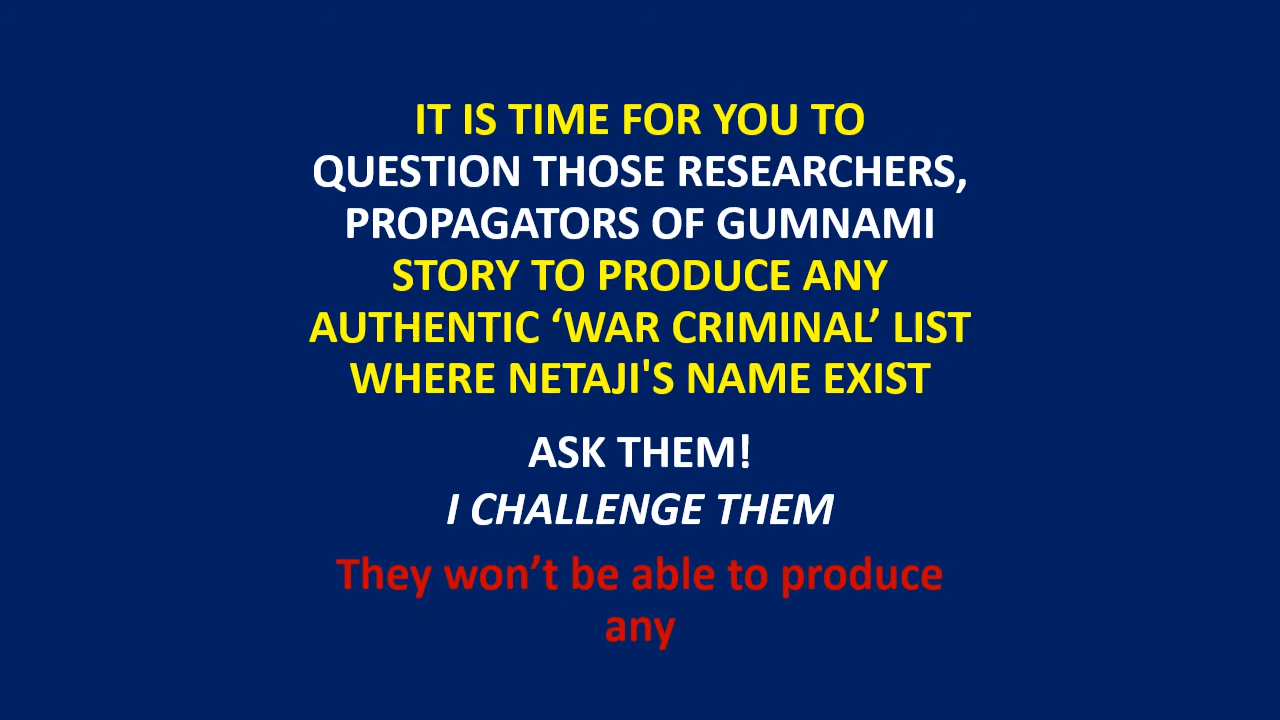 IT IS TIME FOR YOU TO
QUESTION THOSE RESEARCHERS,
PROPAGATORS OF GUMNAMI
STORY TO PRODUCE ANY
AUTHENTIC ‘WAR CRIMINAL’ LIST
WHERE NETAJI'S NAME EXIST
ASK THEM!
I CHALLENGE THEM
They won’t be able to produce
any